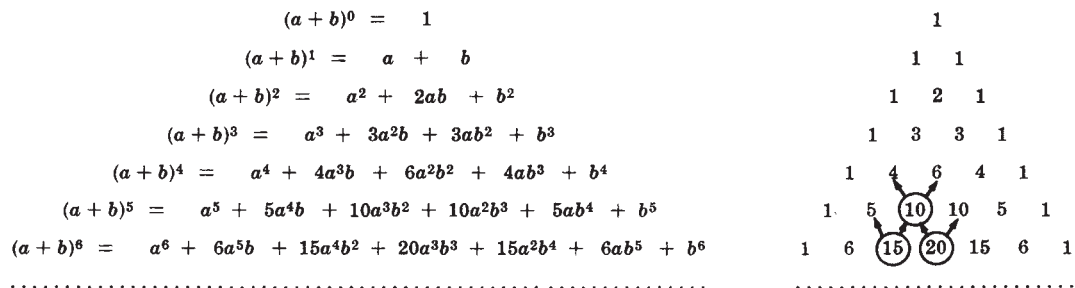 (a + b)⁰ = 1 1
(a + b)¹ = a + b 1 1
(a + b)² = a² + 2ab + b² 1 2 1
(a + b)³ = a³ + 3a²b + 3ab² + b³ 1 3 3 1
(a + b)⁴ = a⁴ + 4a³b + 6a²b² + 4ab³ + b⁴ 1 4 6 4 1
(a + b)⁵ = a⁵ + 5a⁴b + 10a³b² + 10a²b³ + 5ab⁴ + b⁵ 1 5 10 10 5 1
(a + b)⁶ = a⁶ + 6a⁵b + 15a⁴b² + 20a³b³ + 15a²b⁴ + 6ab⁵ + b⁶ 1 6 15 20 15 6 1